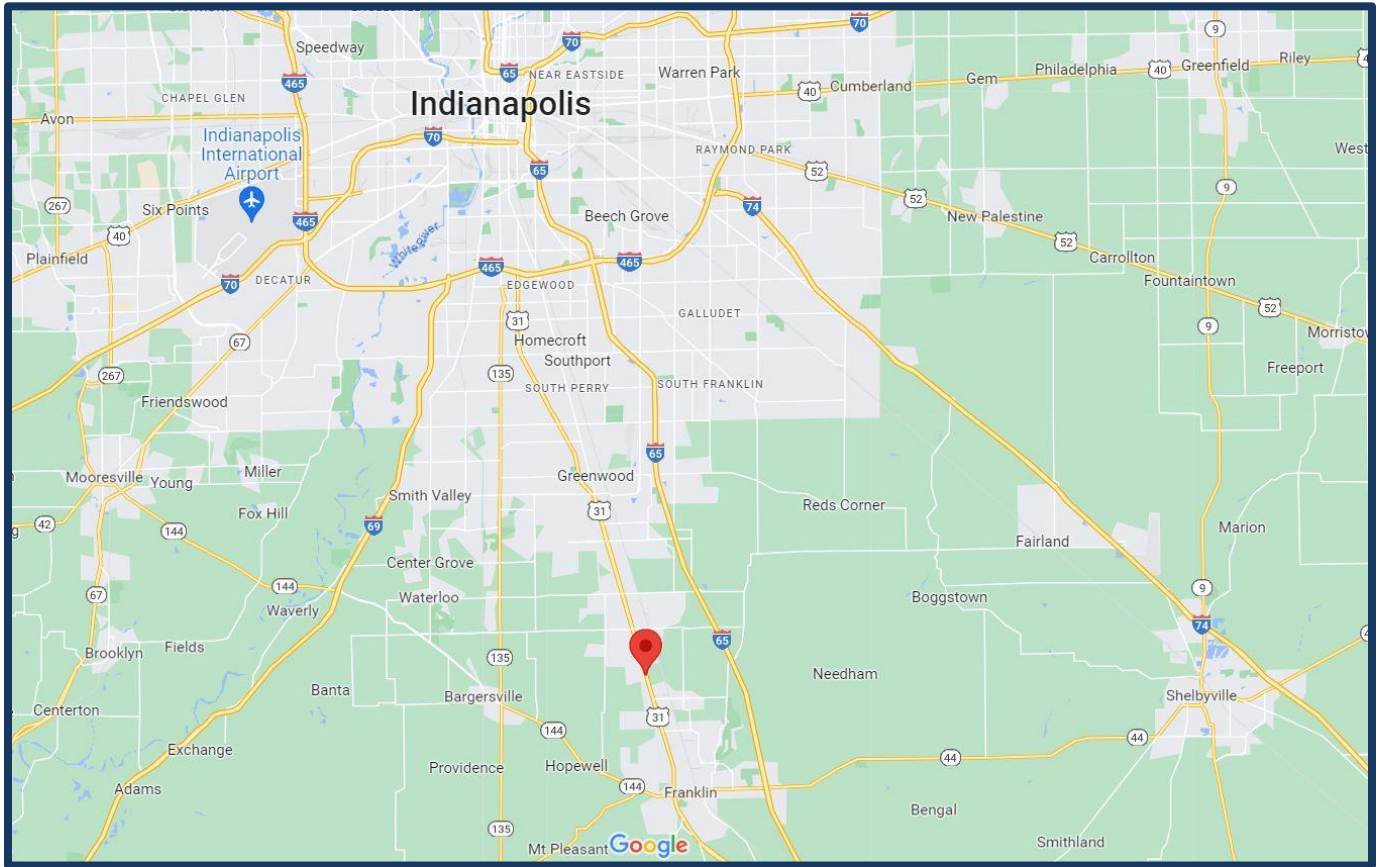 70
9
Speedway
65
70
NEAR EASTSIDE
Warren Park
Philadelphia
40
Greenfield
Riley
465
40
Cumberland
Gem
CHAPEL GLEN
Indianapolis
Avon
70
Indianapolis
International
Airport
65
RAYMOND PARK
52
West
267
Six Points
465
Beech Grove
74
52
9
New Palestine
40
White River
52
Plainfield
465
465
Carrollton
70
DECATUR
EDGEWOOD
Fountaintown
31
GALLUDET
52
67
Homecroft
9
Morristow
Southport
135
267
SOUTH PERRY
SOUTH FRANKLIN
Freeport
Friendswood
65
Mooresville
Young
Miller
Greenwood
Smith Valley
Reds Corner
42
144
Fox Hill
69
31
Marion
Fairland
Center Grove
144
Waterloo
9
67
Waverly
Boggstown
74
Brooklyn
Fields
135
65
Banta
Bargersville
Needham
Shelbyville
Centerton
31
144
44
Exchange
44
Providence
Hopewell
144
Franklin
Adams
Bengal
135
Mt Pleasant
Google
Smithland